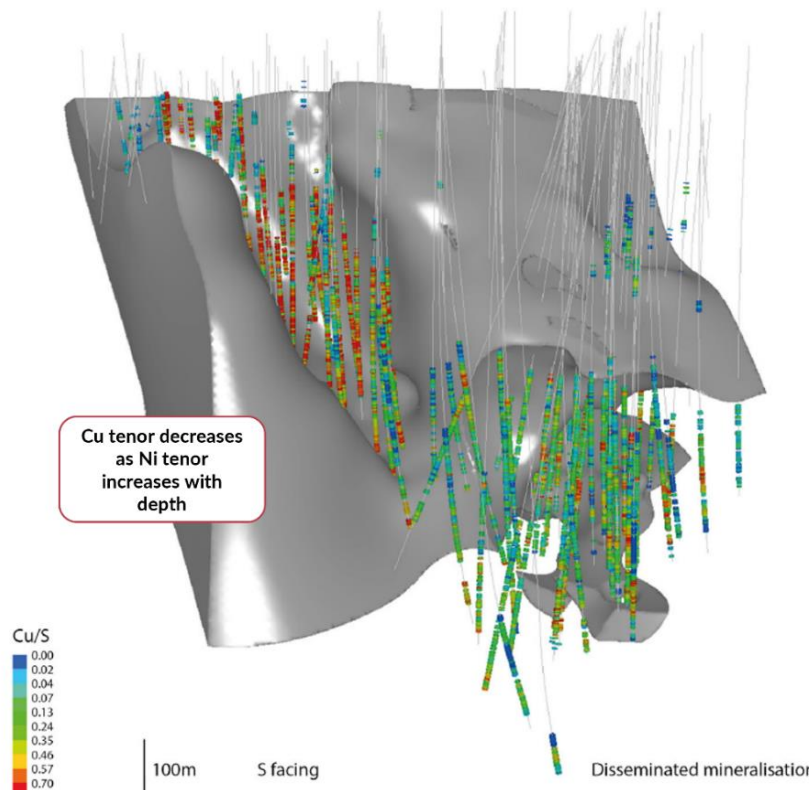 Cu tenor decreases
as Ni tenor
increases with
depth
Cu/S
0.00
0.02
0.04
0.07
0.13
0.24
0.35
0.46
0.57
0.70
100m
S facing
Disseminated mineralisation